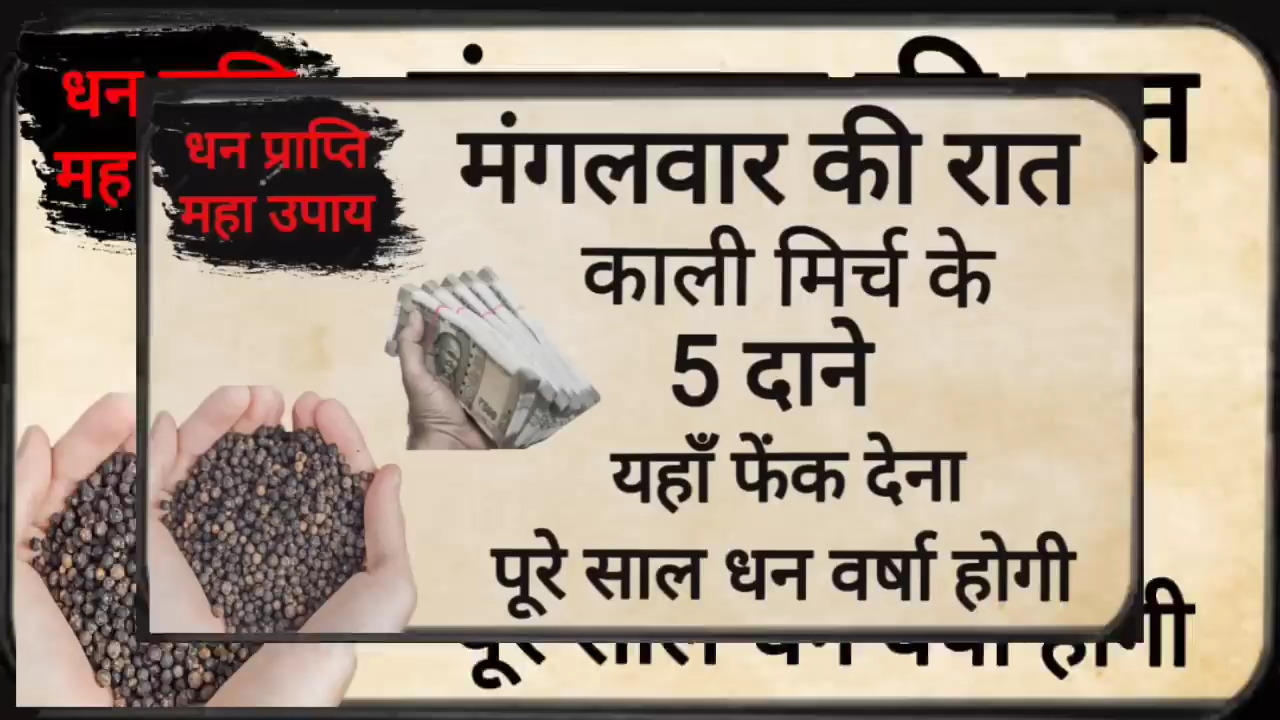 धन प्राप्ति
महा उपाय
मंगलवार की रात
काली मिर्च के
5 दाने
यहाँ फेंक देना
पूरे साल धन वर्षा होगी